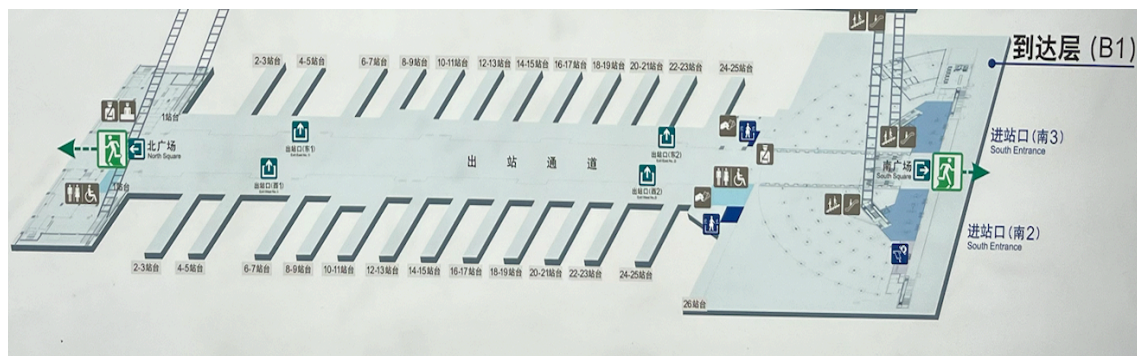 到达层(B1)
2-3站台
4-5站台
6-7站台
8-9站台
10-11站台
12-13站台
14-15站台
16-17站台
18-19站台
20-21站台
22-23站台
24-25站台
1站台
北广场
North Square
出站口(东1)
出站口(西1)
出站通道
出站口(东2)
出站口(西2)
南广场
South Square
进站口(南3)
South Entrance
进站口(南2)
South Entrance
1站台
2-3站台
4-5站台
6-7站台
8-9站台
10-11站台
12-13站台
14-15站台
16-17站台
18-19站台
20-21站台
22-23站台
24-25站台
26站台